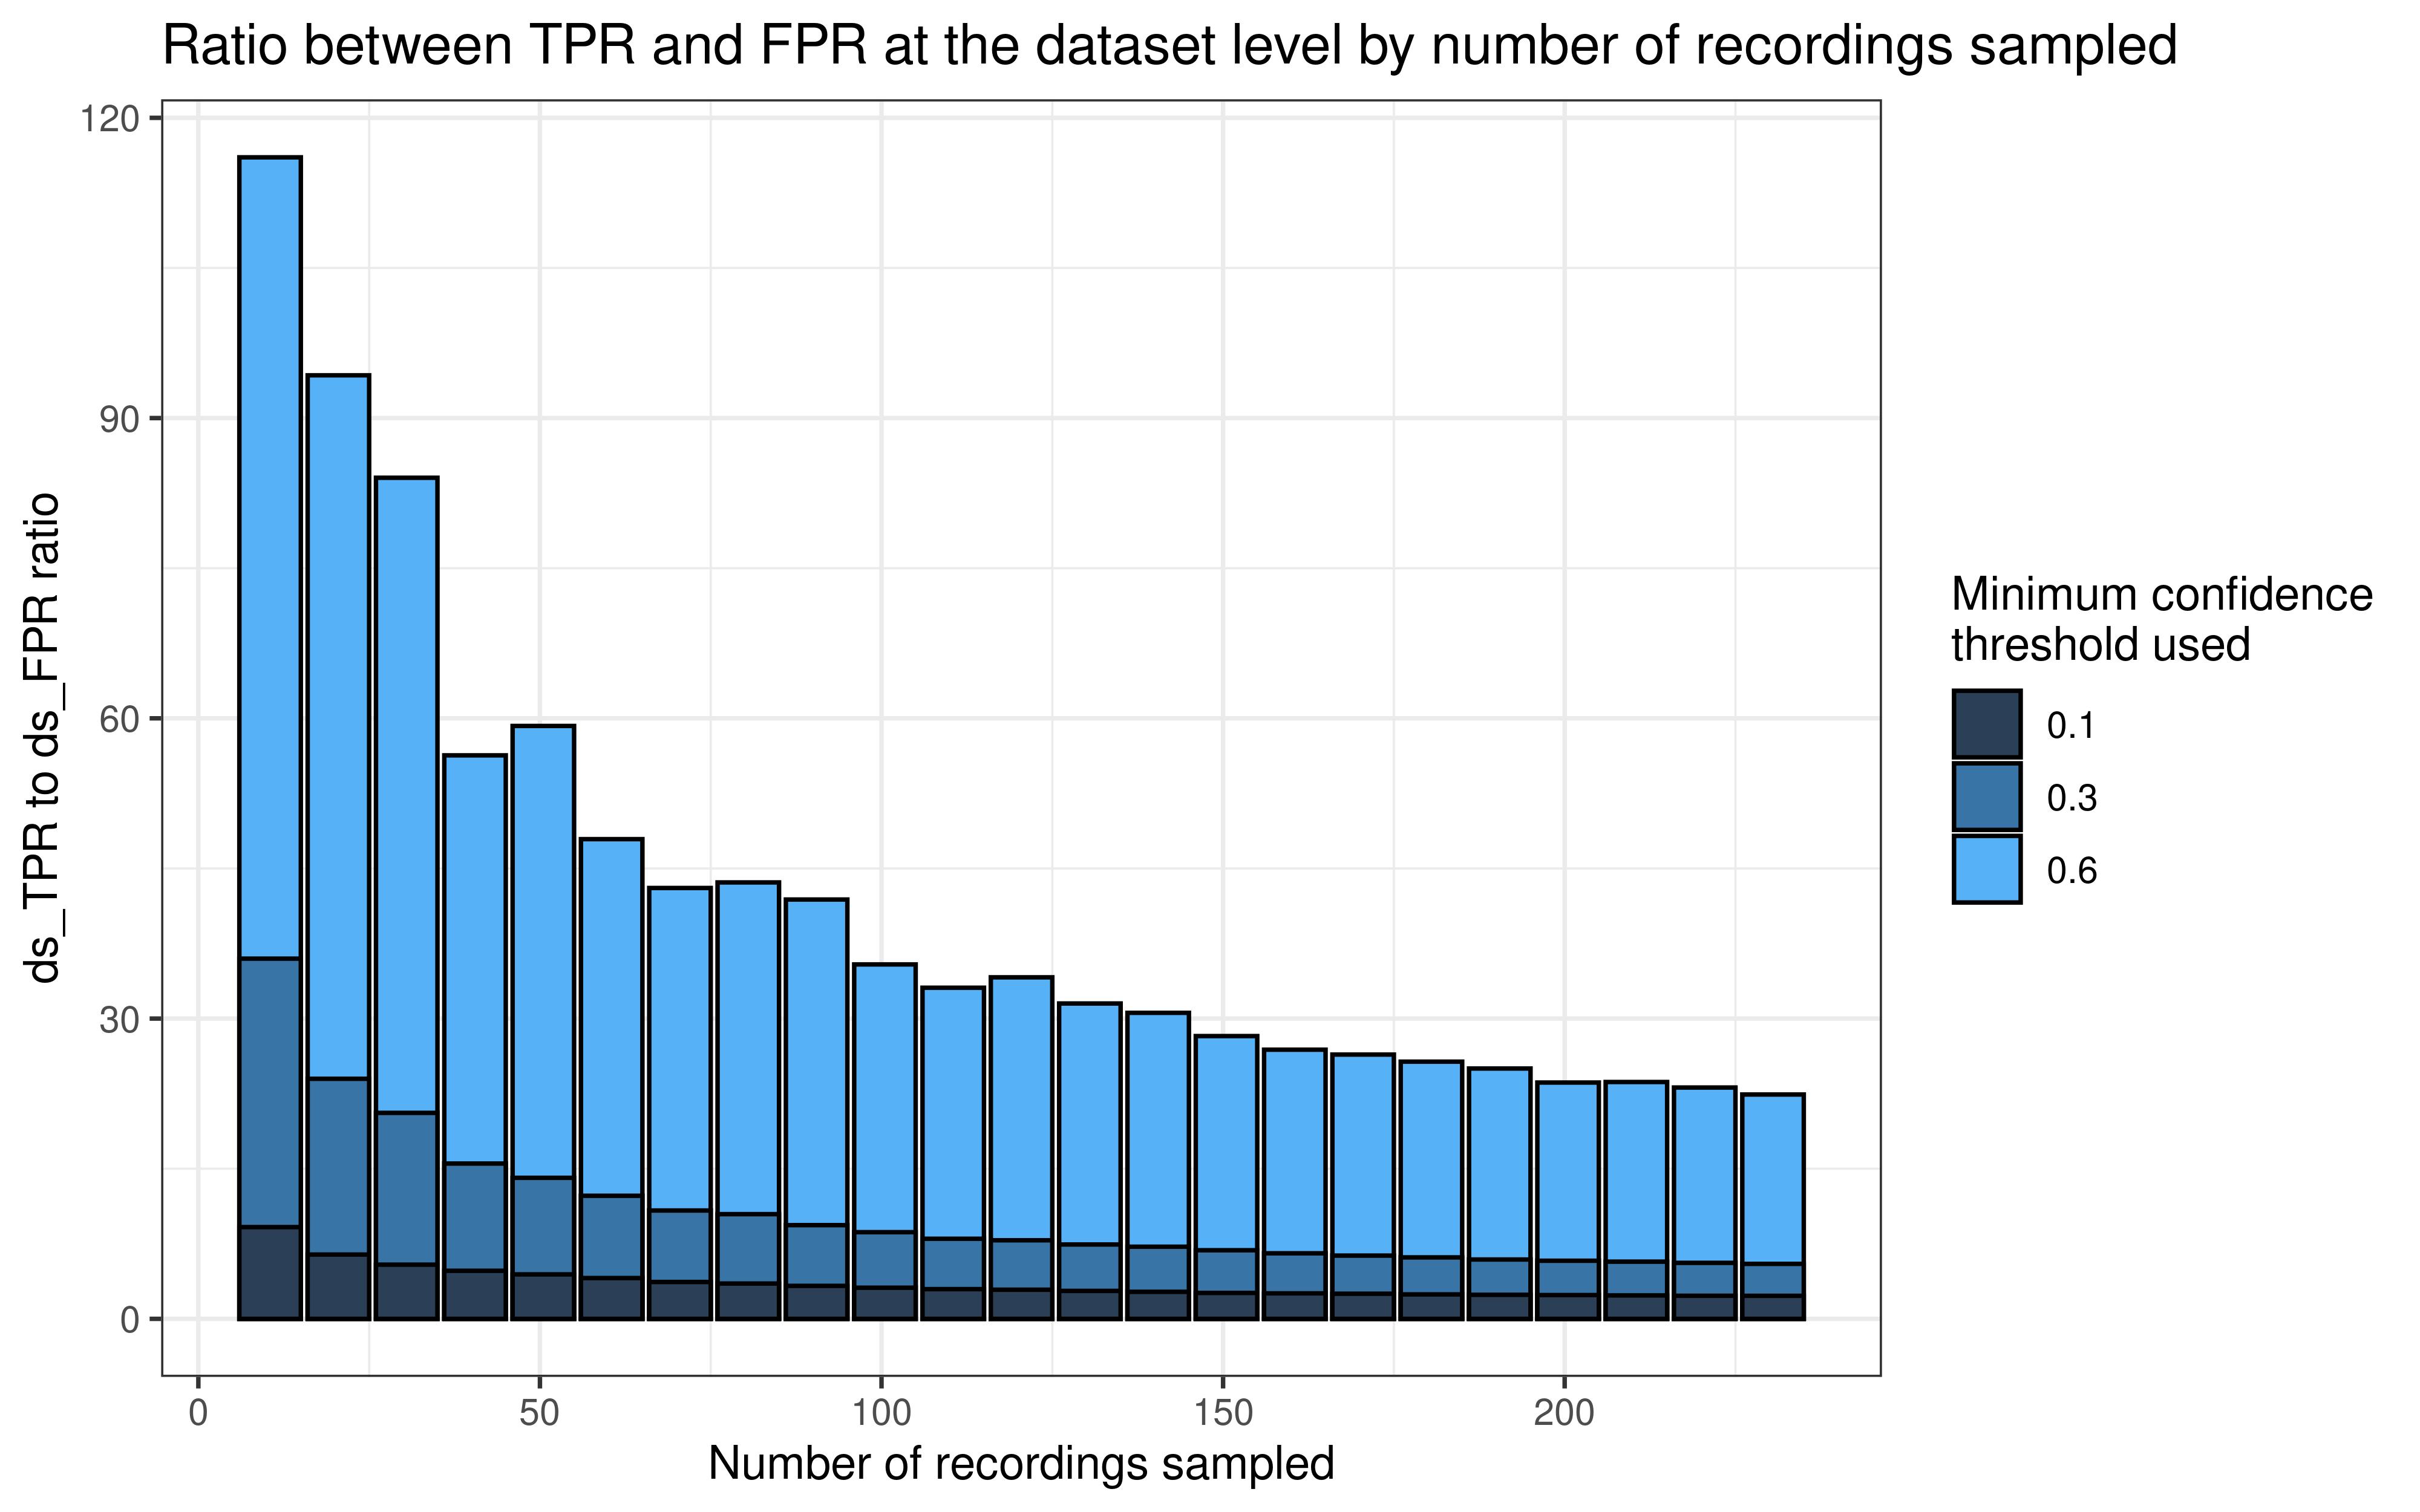 Ratio between TPR and FPR at the dataset level by number of recordings sampled
ds_TPR to ds_FPR ratio
120
90
60
30
0
0 50 100 150 200
Number of recordings sampled
Minimum confidence
threshold used
0.1
0.3
0.6